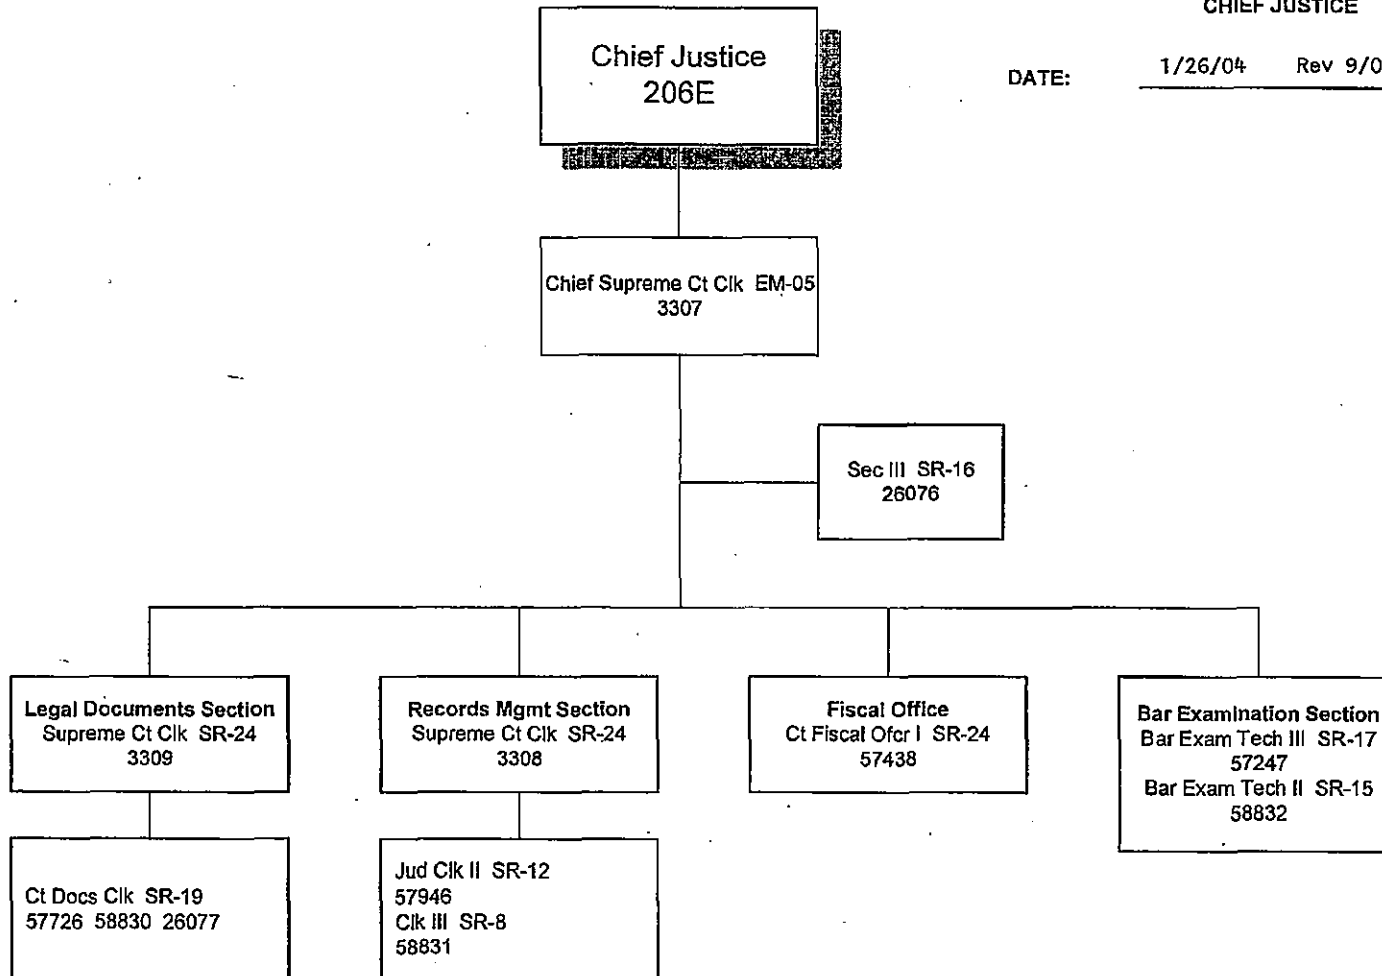 CHIEF JUSTICE
DATE: 1/26/04 Rev 9/0
Chief Justice
206E
Chief Supreme Ct Clk EM-05
3307
Sec III SR-16
26076
Legal Documents Section
Supreme Ct Clk SR-24
3309
Records Mgmt Section
Supreme Ct Clk SR-24
3308
Fiscal Office
Ct Fiscal Ofcr I SR-24
57438
Bar Examination Section
Bar Exam Tech III SR-17
57247
Bar Exam Tech II SR-15
58832
Ct Docs Clk SR-19
57726 58830 26077
Jud Clk II SR-12
57946
Clk III SR-8
58831